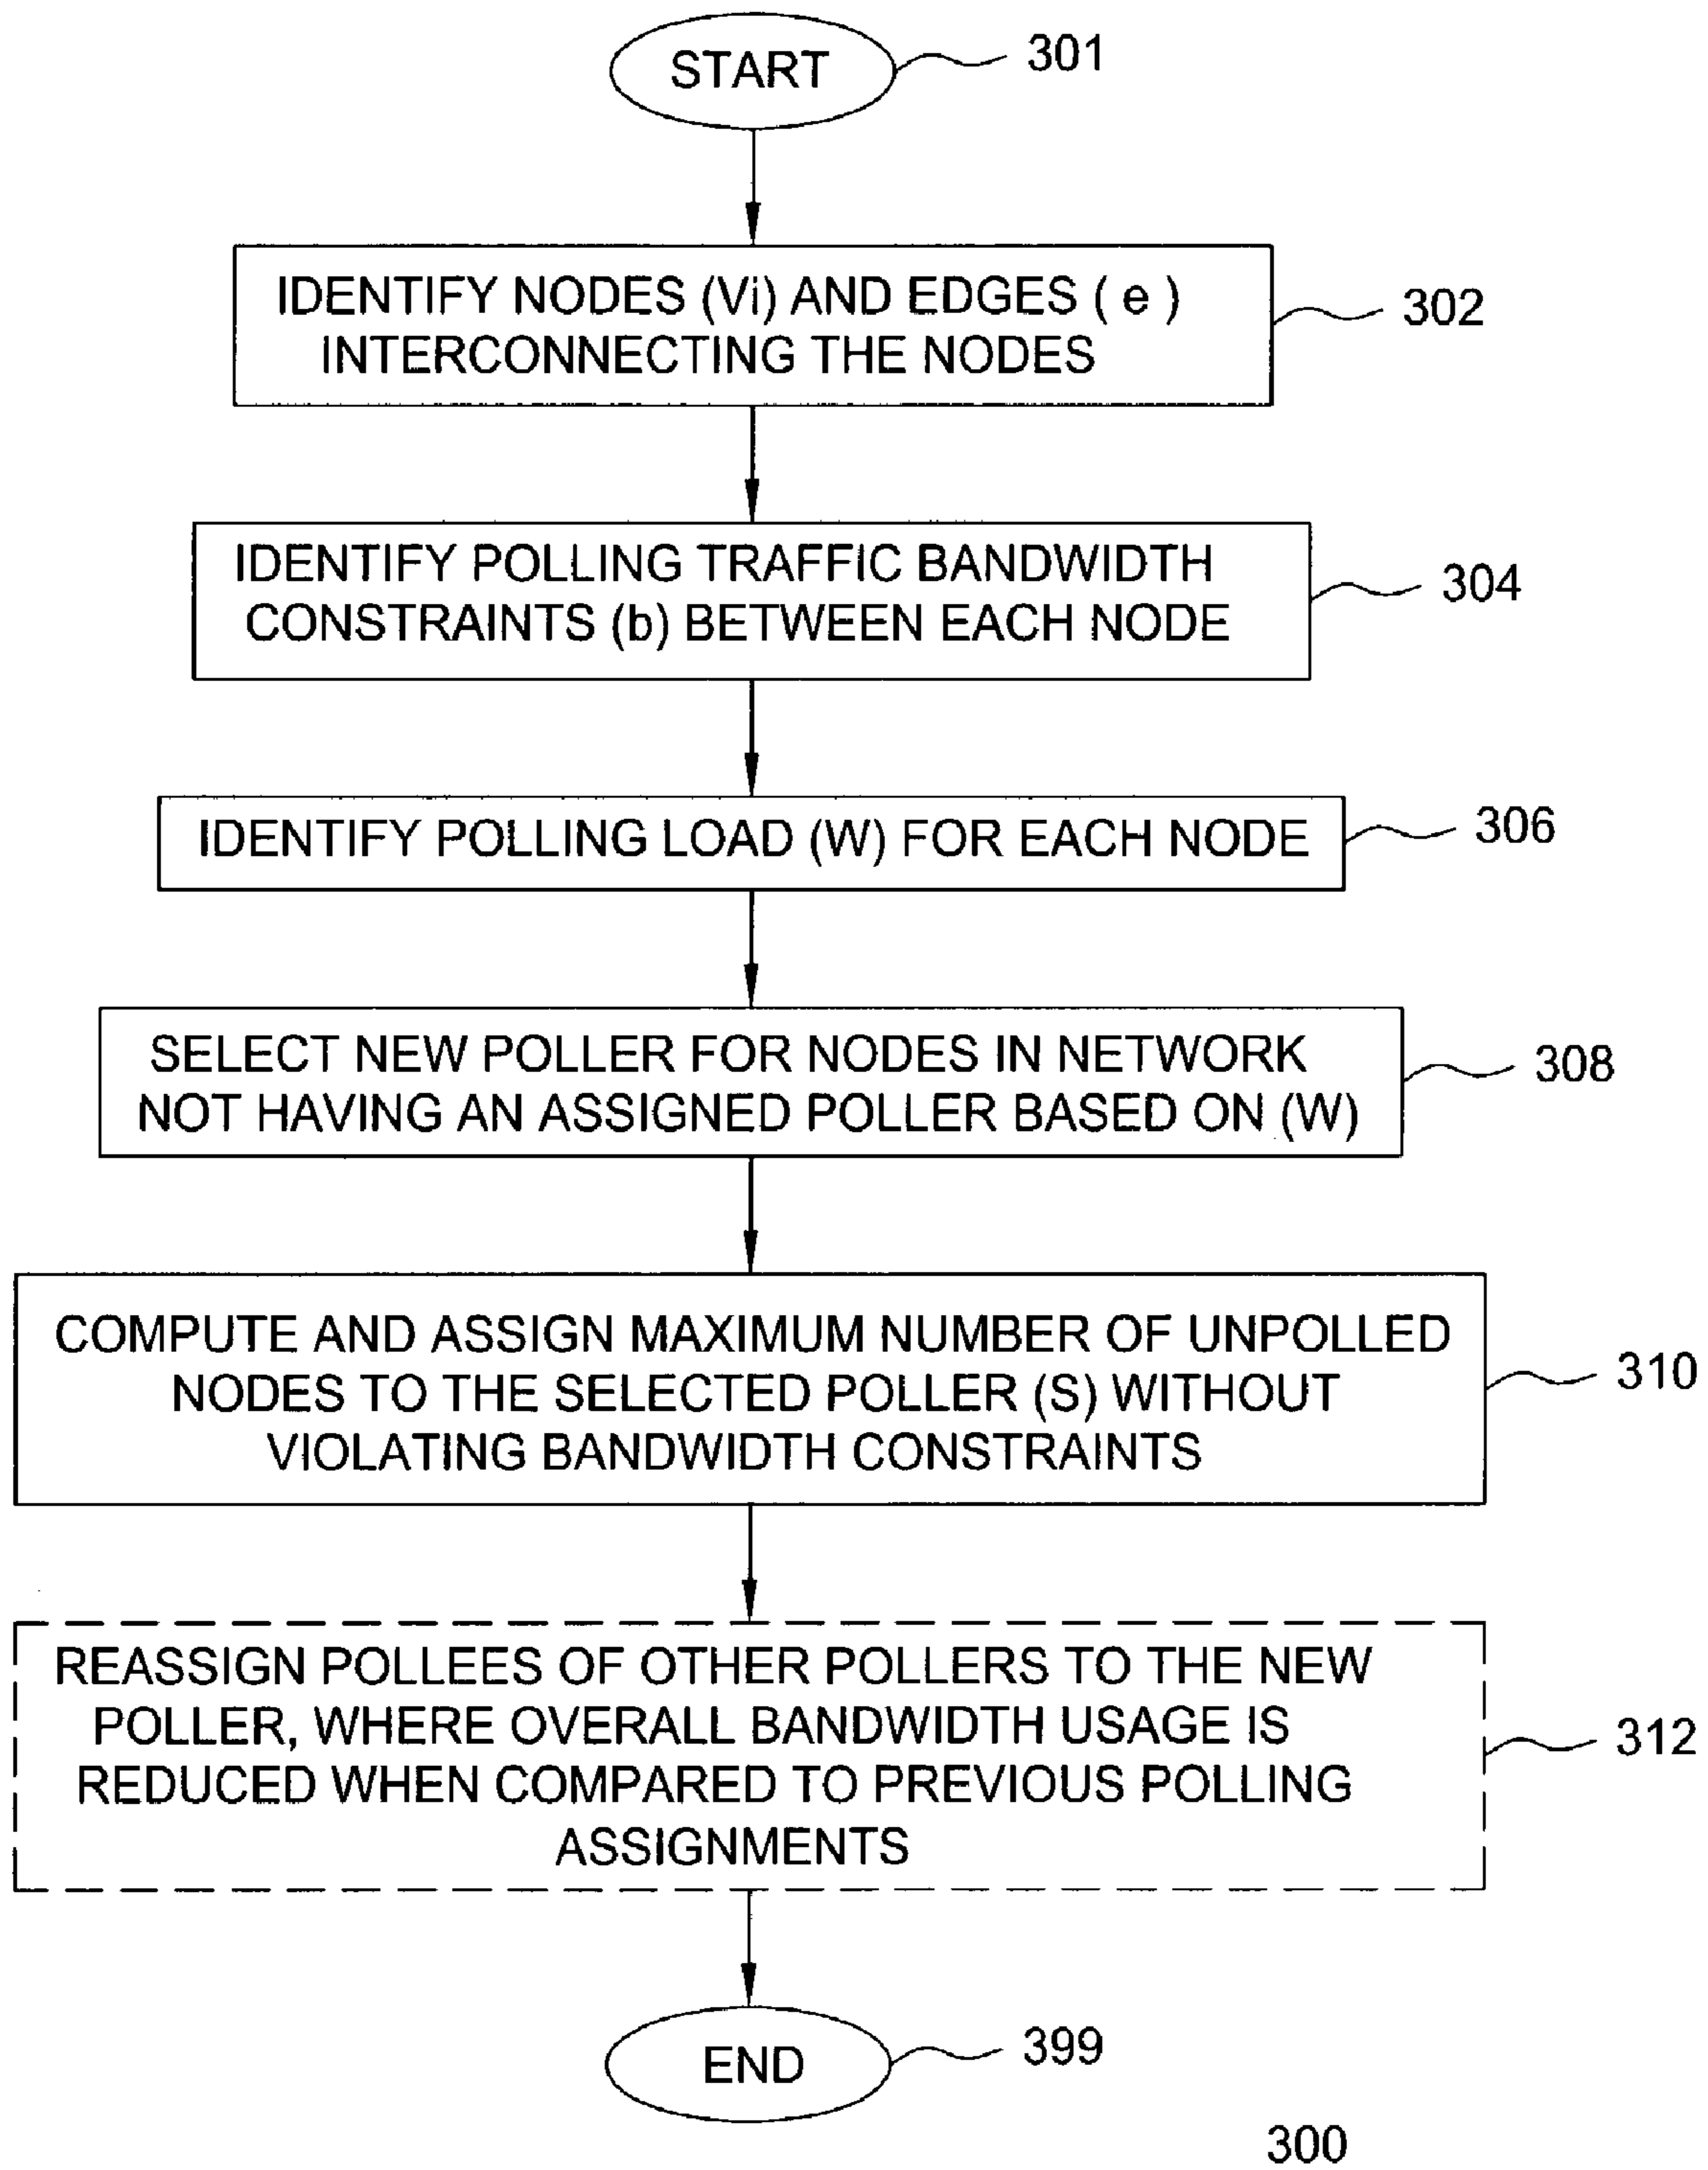 START
301
IDENTIFY NODES (Vi) AND EDGES ( e )
INTERCONNECTING THE NODES
302
IDENTIFY POLLING TRAFFIC BANDWIDTH
CONSTRAINTS (b) BETWEEN EACH NODE
304
IDENTIFY POLLING LOAD (W) FOR EACH NODE
306
SELECT NEW POLLER FOR NODES IN NETWORK
NOT HAVING AN ASSIGNED POLLER BASED ON (W)
308
COMPUTE AND ASSIGN MAXIMUM NUMBER OF UNPOLLED
NODES TO THE SELECTED POLLER (S) WITHOUT
VIOLATING BANDWIDTH CONSTRAINTS
310
REASSIGN POLLEES OF OTHER POLLERS TO THE NEW
POLLER, WHERE OVERALL BANDWIDTH USAGE IS
REDUCED WHEN COMPARED TO PREVIOUS POLLING
ASSIGNMENTS
312
END
399
300